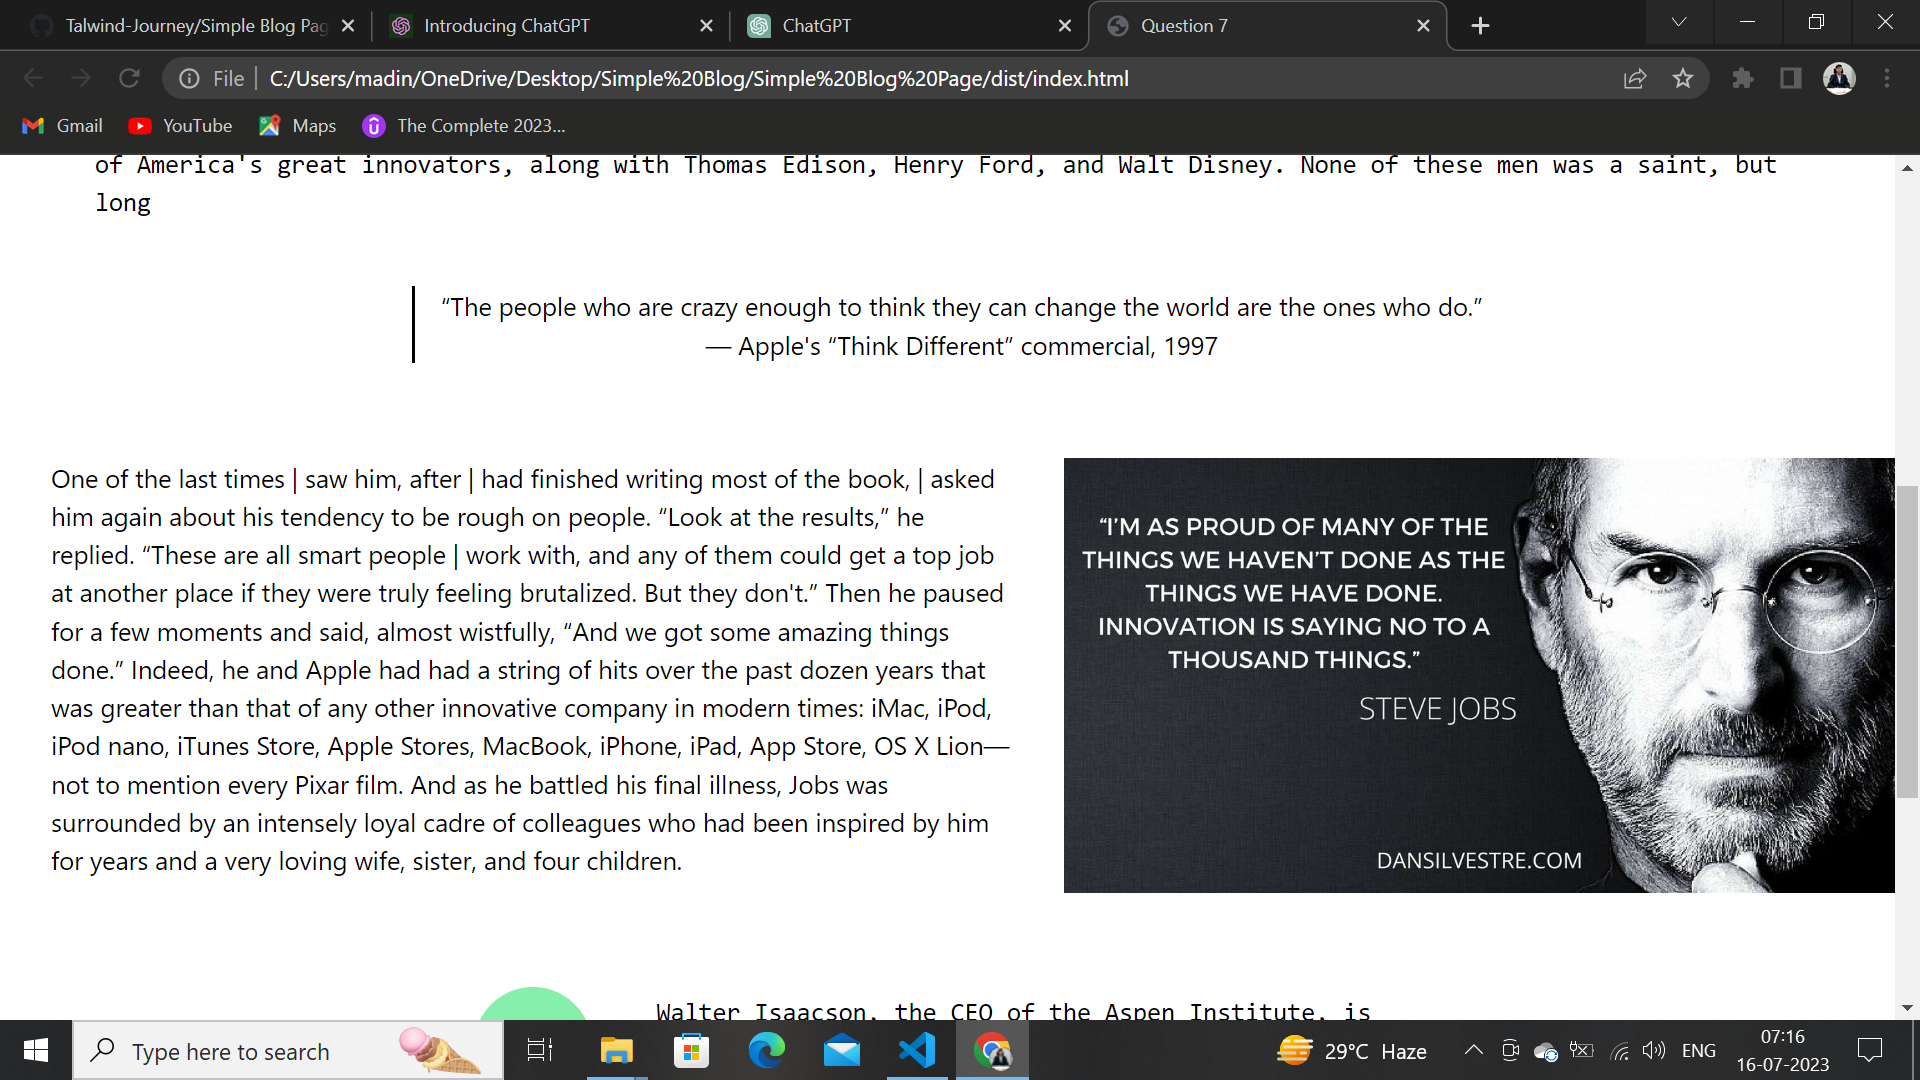 Talwind-Journey/Simple Blog Pag
Introducing ChatGPT
ChatGPT
Question 7
File
C:/Users/madin/OneDrive/Desktop/Simple%20Blog/Simple%20Blog%20Page/dist/index.html
Gmail
YouTube
Maps
The Complete 2023...
of America's great innovators, along with Thomas Edison, Henry Ford, and Walt Disney. None of these men was a saint, but
long
“The people who are crazy enough to think they can change the world are the ones who do.”
— Apple's “Think Different” commercial, 1997
One of the last times | saw him, after | had finished writing most of the book, | asked
him again about his tendency to be rough on people. “Look at the results,” he
replied. “These are all smart people | work with, and any of them could get a top job
at another place if they were truly feeling brutalized. But they don't.” Then he paused
for a few moments and said, almost wistfully, “And we got some amazing things
done.” Indeed, he and Apple had had a string of hits over the past dozen years that
was greater than that of any other innovative company in modern times: iMac, iPod,
iPod nano, iTunes Store, Apple Stores, MacBook, iPhone, iPad, App Store, OS X Lion—
not to mention every Pixar film. And as he battled his final illness, Jobs was
surrounded by an intensely loyal cadre of colleagues who had been inspired by him
for years and a very loving wife, sister, and four children.
“I’M AS PROUD OF MANY OF THE
THINGS WE HAVEN’T DONE AS THE
THINGS WE HAVE DONE.
INNOVATION IS SAYING NO TO A
THOUSAND THINGS.”
STEVE JOBS
DANSILVESTRE.COM
Walter Isaacson, the CEO of the Aspen Institute, is
Type here to search
29°C Haze
ENG
07:16
16-07-2023